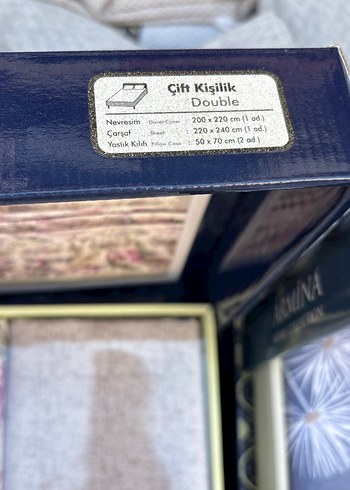 Çift Kişilik
Double
Nevresim Duvet Cover : 200 x 220 cm (1 ad.)
Çarşaf Sheet : 220 x 240 cm (1 ad.)
Yastık Kılıfı Pillow Case : 50 x 70 cm (2 ad.)
ARMINA